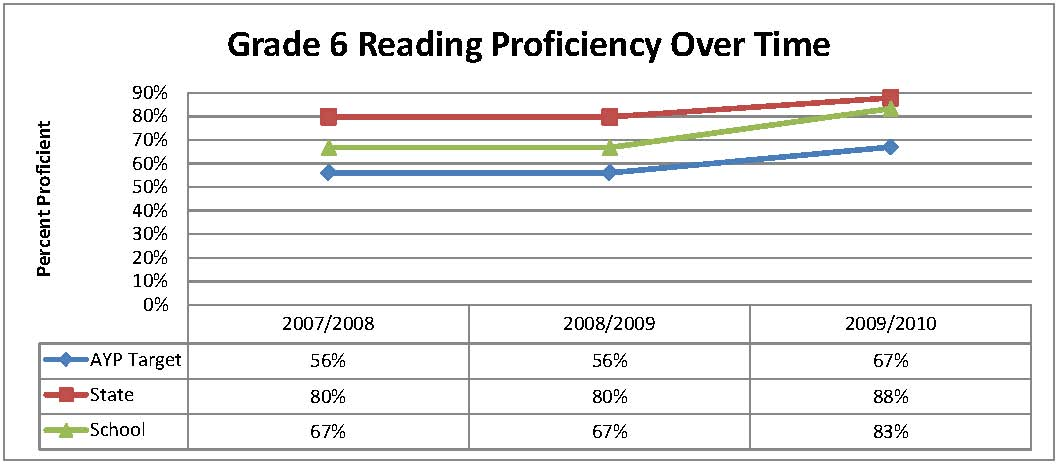 Grade 6 Reading Proficiency Over Time
Percent Proficient
90%
80%
70%
60%
50%
40%
30%
20%
10%
0%
2007/2008 2008/2009 2009/2010
AYP Target 56% 56% 67%
State 80% 80% 88%
School 67% 67% 83%